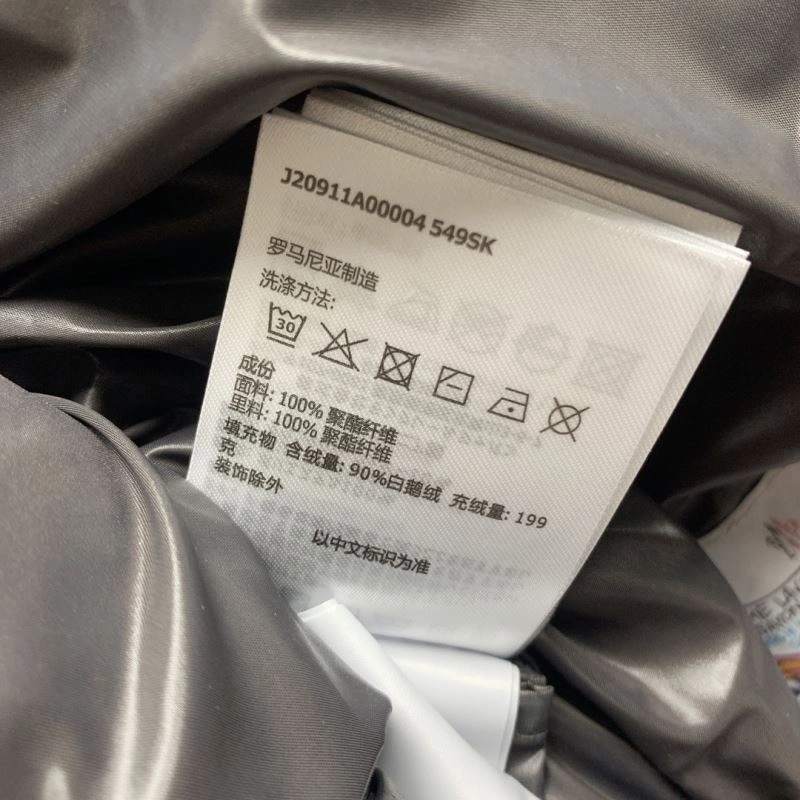 J20911A00004 549SK
罗马尼亚制造
洗涤方法:
30
成份
面料: 100% 聚酯纤维
里料: 100% 聚酯纤维
填充物 含绒量: 90%白鹅绒 充绒量: 199
克
装饰除外
以中文标识为准